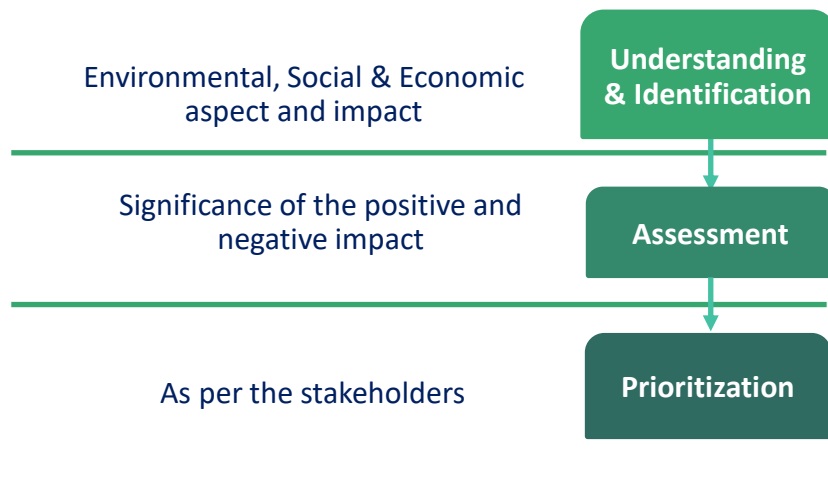 Environmental, Social & Economic
aspect and impact
Understanding
& Identification
Significance of the positive and
negative impact
Assessment
As per the stakeholders
Prioritization